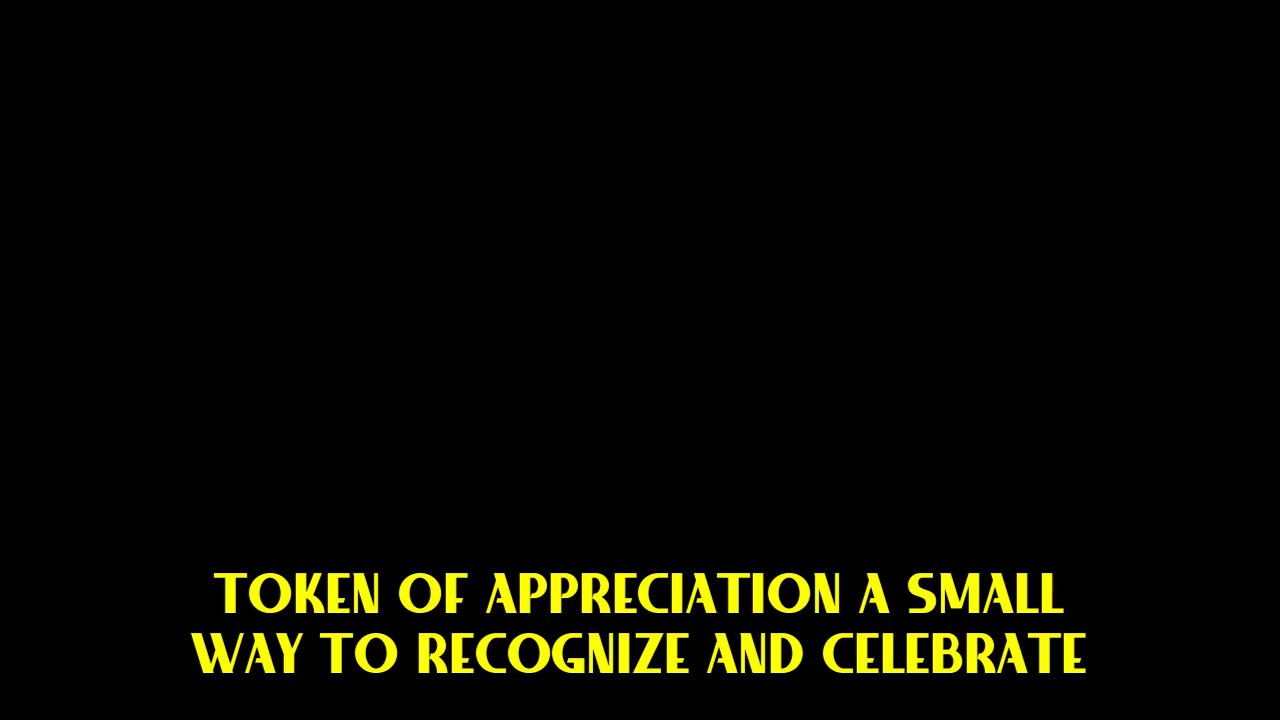 TOKEN OF APPRECIATION A SMALL
WAY TO RECOGNIZE AND CELEBRATE